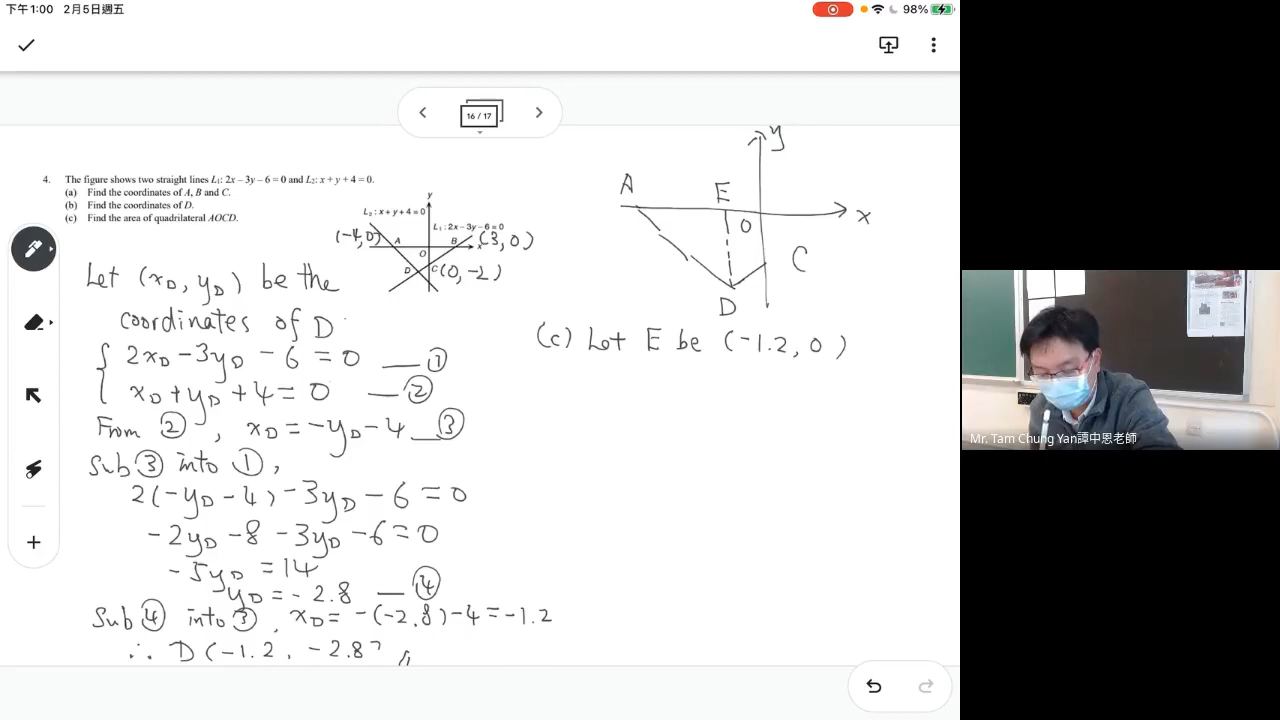 下午1:00 2月5日週五
98%
16 / 17
4. The figure shows two straight lines L₁: 2x – 3y – 6 = 0 and L₂: x + y + 4 = 0.
(a) Find the coordinates of A, B and C.
(b) Find the coordinates of D.
(c) Find the area of quadrilateral AOCD.
y
L₂ : x + y + 4 = 0
L₁ : 2x – 3y – 6 = 0
(-4,0) A B (3, 0)
x
O
D C (0, -2)
Let (xD, yD) be the
coordinates of D
2xD - 3yD - 6 = 0 —— ①
xD + yD + 4 = 0 —— ②
From ②, xD = -yD - 4 —— ③
Sub ③ into ①,
2(-yD - 4) - 3yD - 6 = 0
-2yD - 8 - 3yD - 6 = 0
-5yD = 14
yD = -2.8 —— ④
Sub ④ into ③, xD = -(-2.8) - 4 = -1.2
∴ D(-1.2, -2.8)
y
A E
x
O
C
D
(c) Let E be (-1.2, 0)
Mr. Tam Chung Yan譚中恩老師